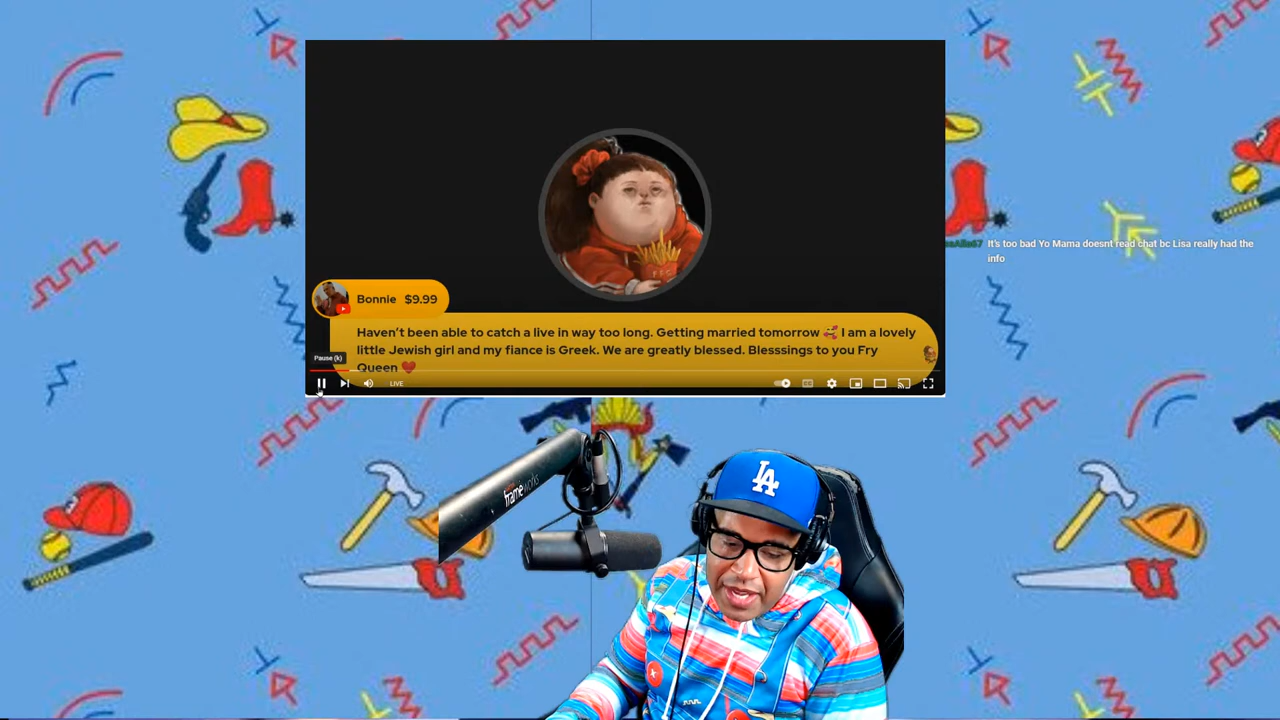 Bonnie $9.99
Haven't been able to catch a live in way too long. Getting married tomorrow 🥰 I am a lovely
little Jewish girl and my fiance is Greek. We are greatly blessed. Blesssings to you Fry
Queen ❤️
Pause (k)
LIVE
It's too bad Yo Mama doesnt read chat bc Lisa really had the
info
frameworks
LA